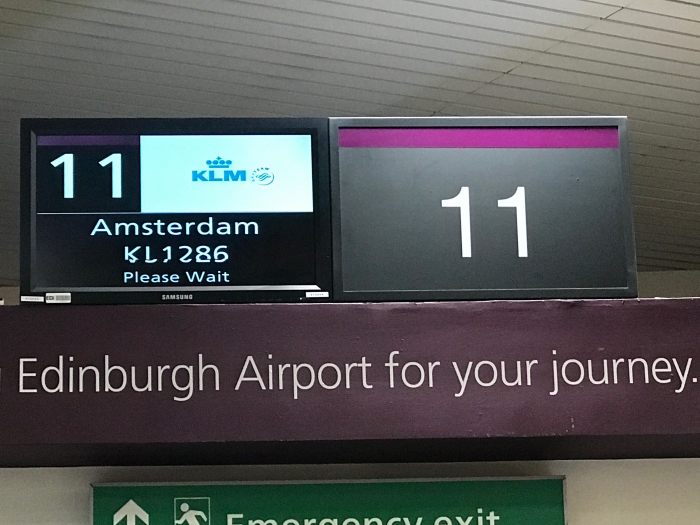 11
KLM
Amsterdam
KL1286
Please Wait
SAMSUNG
11
Edinburgh Airport for your journey.
Emergency exit